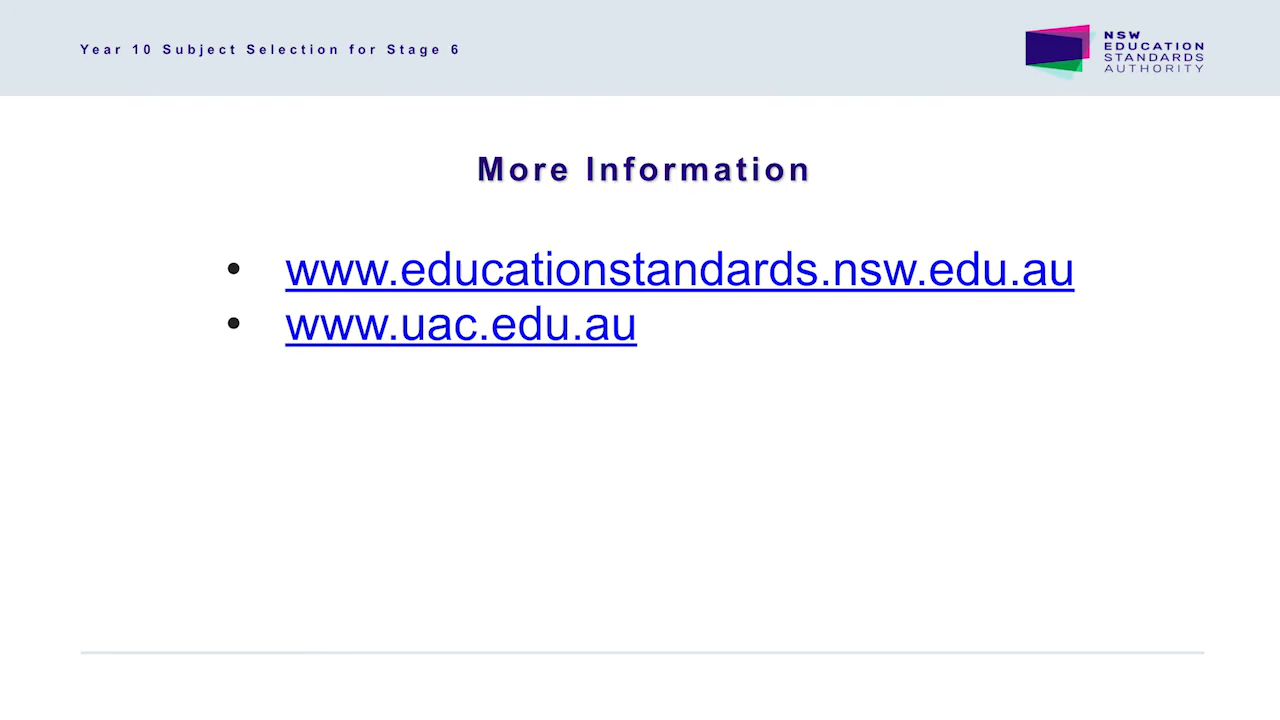 Year 10 Subject Selection for Stage 6
NSW
EDUCATION
STANDARDS
AUTHORITY
More Information
• www.educationstandards.nsw.edu.au
• www.uac.edu.au